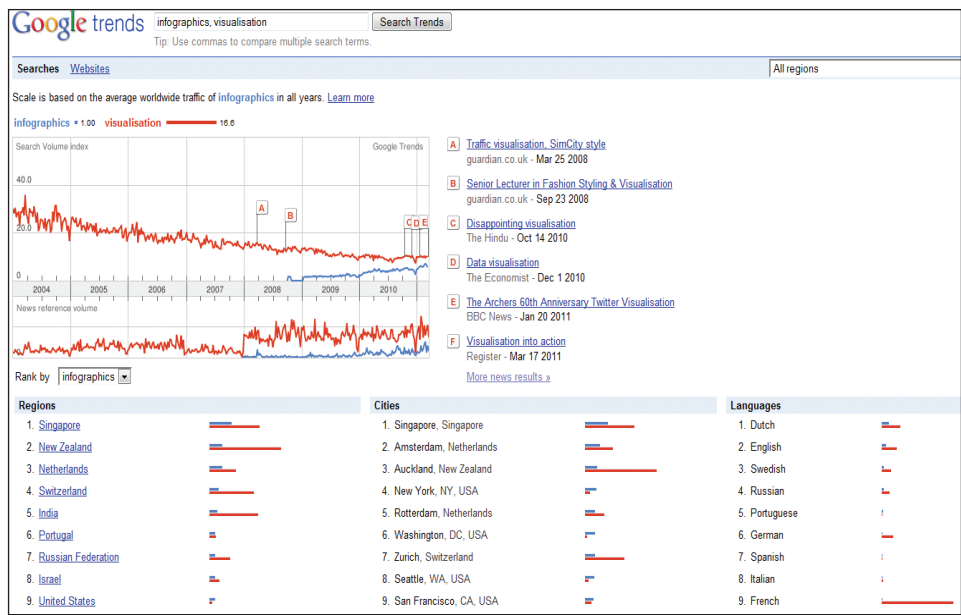 Google trends
infographics, visualisation
Search Trends
Tip: Use commas to compare multiple search terms.
Searches Websites
All regions
Scale is based on the average worldwide traffic of infographics in all years. Learn more
infographics 1.00 visualisation 16.6
Search Volume index
Google Trends
40.0
20.0
0
A
B
C D E
2004 2005 2006 2007 2008 2009 2010
News reference volume
0
A Traffic visualisation, SimCity style
guardian.co.uk - Mar 25 2008
B Senior Lecturer in Fashion Styling & Visualisation
guardian.co.uk - Sep 23 2008
C Disappointing visualisation
The Hindu - Oct 14 2010
D Data visualisation
The Economist - Dec 1 2010
E The Archers 60th Anniversary Twitter Visualisation
BBC News - Jan 20 2011
F Visualisation into action
Register - Mar 17 2011
More news results »
Rank by infographics
Regions
1. Singapore
2. New Zealand
3. Netherlands
4. Switzerland
5. India
6. Portugal
7. Russian Federation
8. Israel
9. United States
Cities
1. Singapore, Singapore
2. Amsterdam, Netherlands
3. Auckland, New Zealand
4. New York, NY, USA
5. Rotterdam, Netherlands
6. Washington, DC, USA
7. Zurich, Switzerland
8. Seattle, WA, USA
9. San Francisco, CA, USA
Languages
1. Dutch
2. English
3. Swedish
4. Russian
5. Portuguese
6. German
7. Spanish
8. Italian
9. French